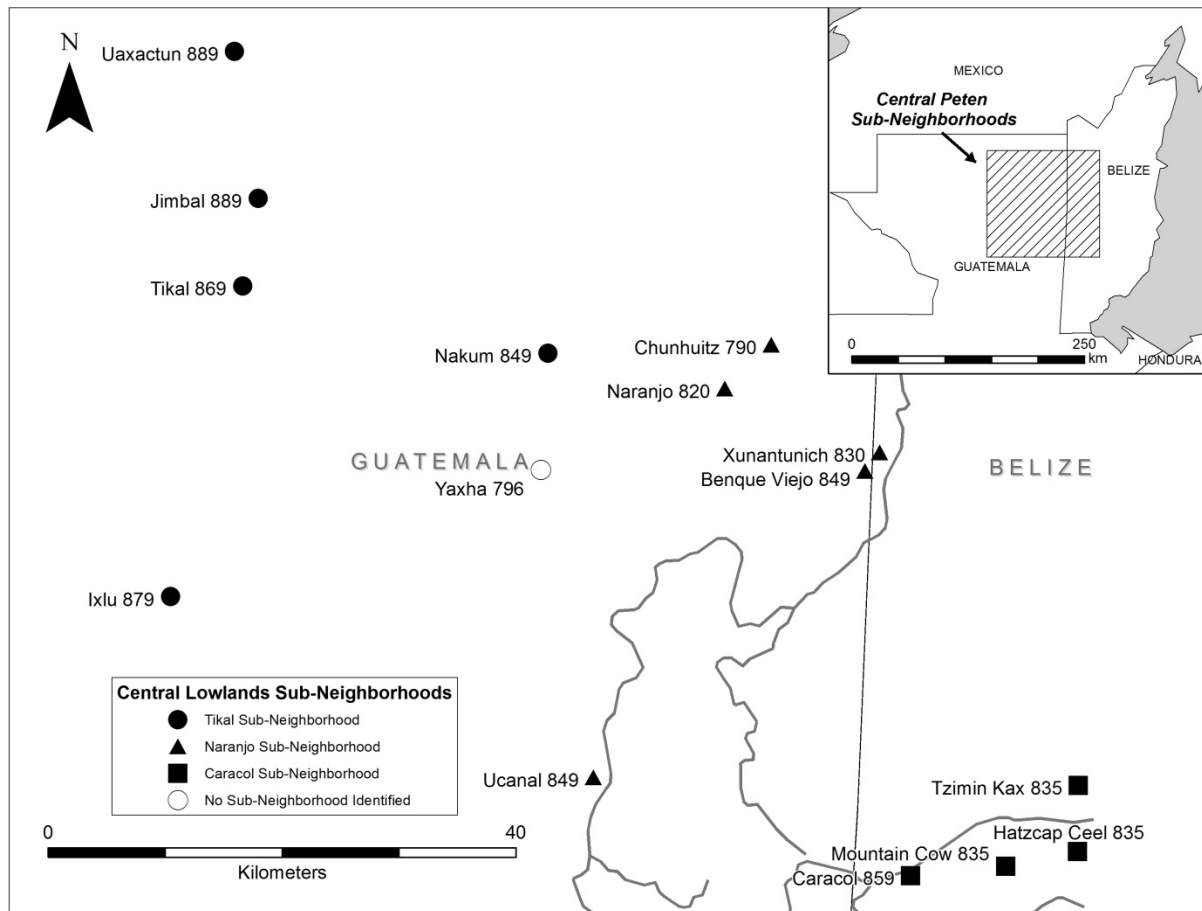 N
Uaxactun 889
Jimbal 889
Tikal 869
Nakum 849
Chunhuitz 790
Naranjo 820
GUATEMALA
Yaxha 796
Xunantunich 830
Benque Viejo 849
BELIZE
Ixlu 879
Ucanal 849
Tzimin Kax 835
Hatzcap Ceel 835
Mountain Cow 835
Caracol 859
Central Lowlands Sub-Neighborhoods
Tikal Sub-Neighborhood
Naranjo Sub-Neighborhood
Caracol Sub-Neighborhood
No Sub-Neighborhood Identified
0 40
Kilometers
MEXICO
Central Peten
Sub-Neighborhoods
BELIZE
GUATEMALA
0 250
km
HONDURA